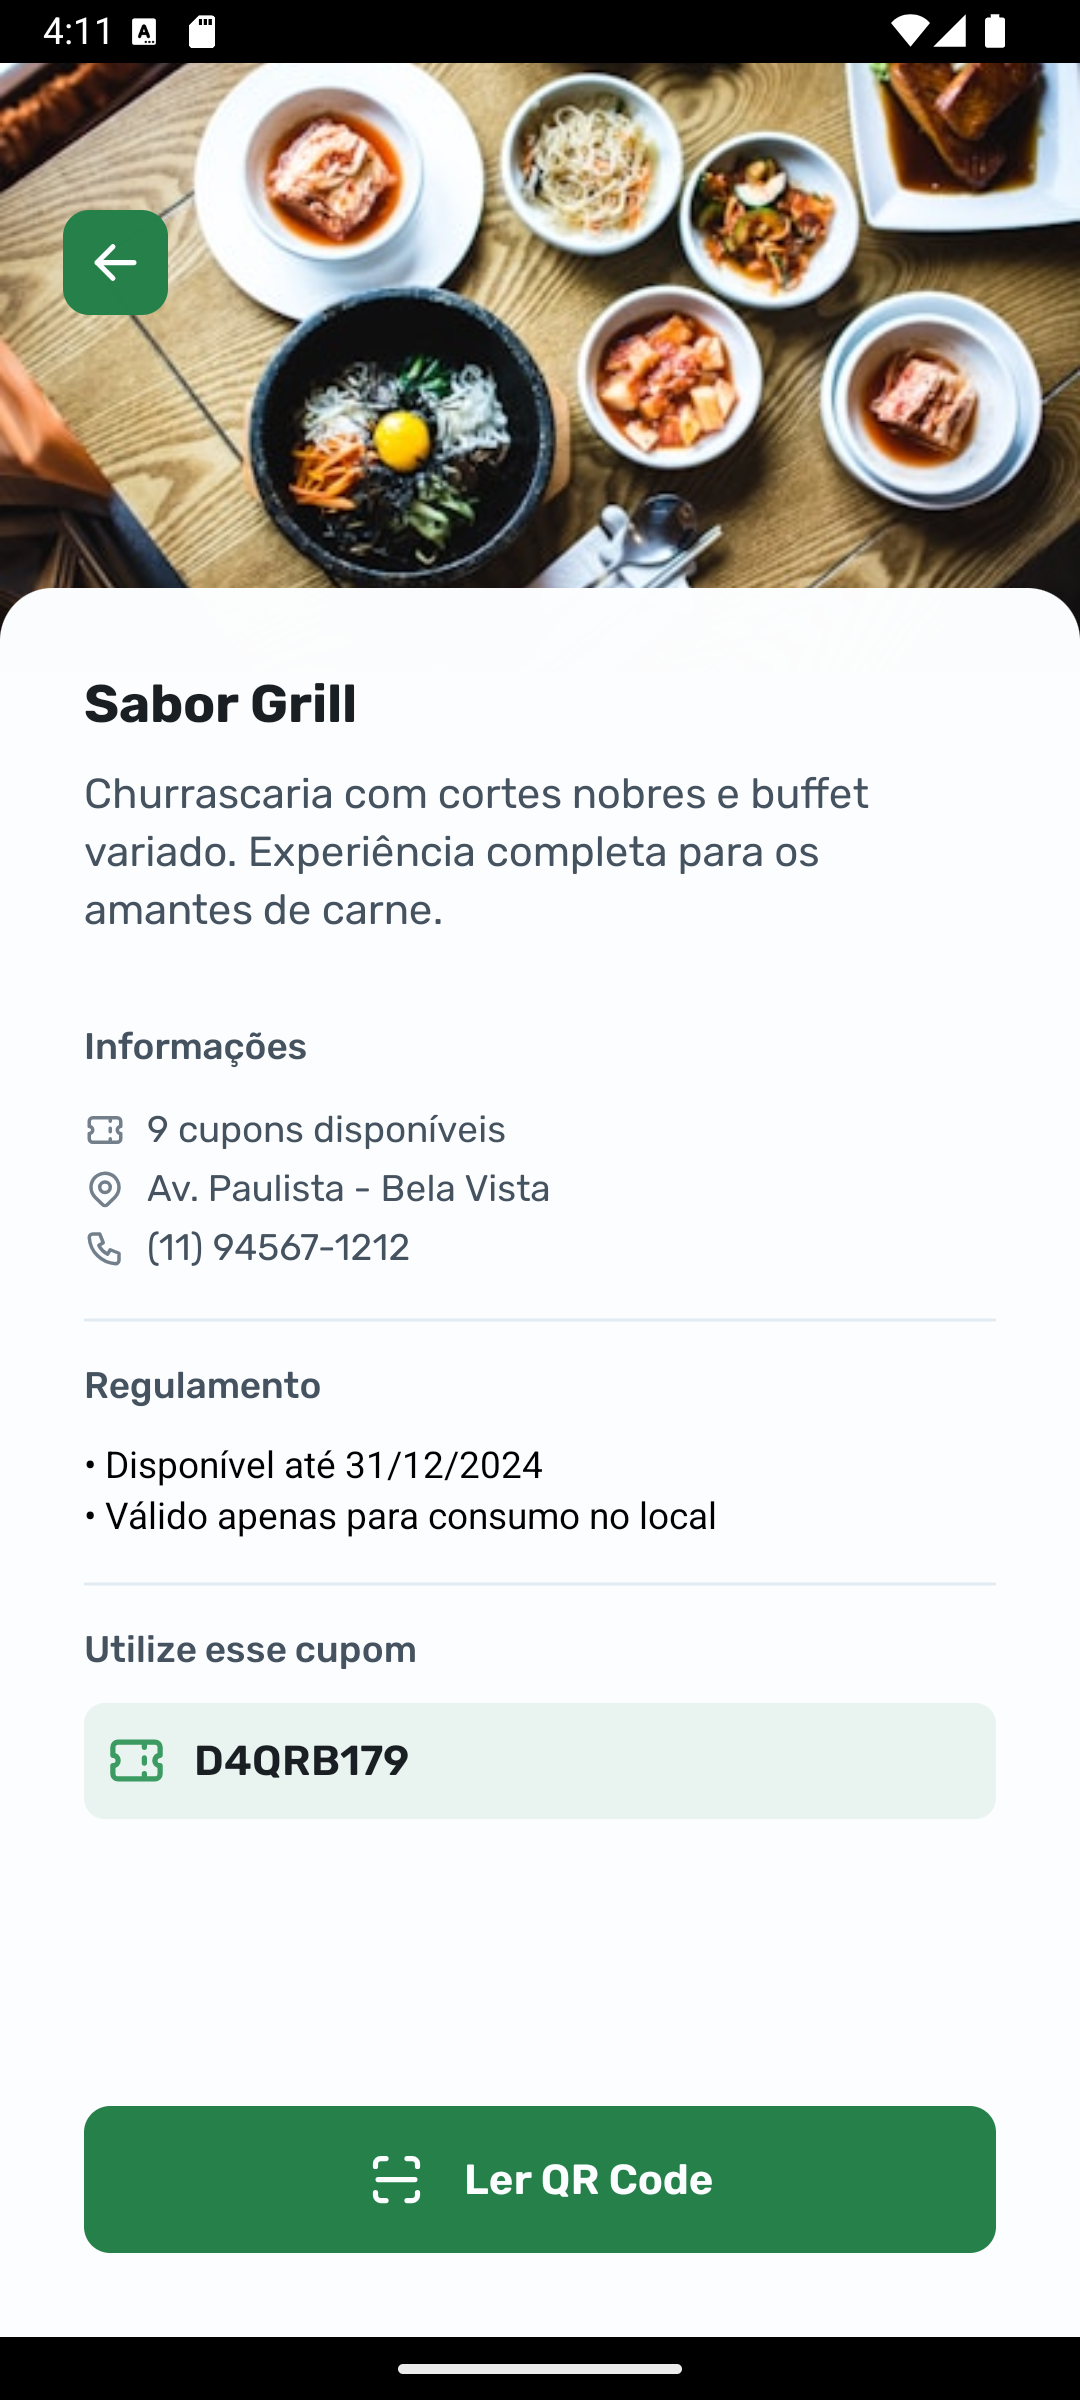 4:11
Sabor Grill
Churrascaria com cortes nobres e buffet
variado. Experiência completa para os
amantes de carne.
Informações
9 cupons disponíveis
Av. Paulista - Bela Vista
(11) 94567-1212
Regulamento
• Disponível até 31/12/2024
• Válido apenas para consumo no local
Utilize esse cupom
D4QRB179
Ler QR Code